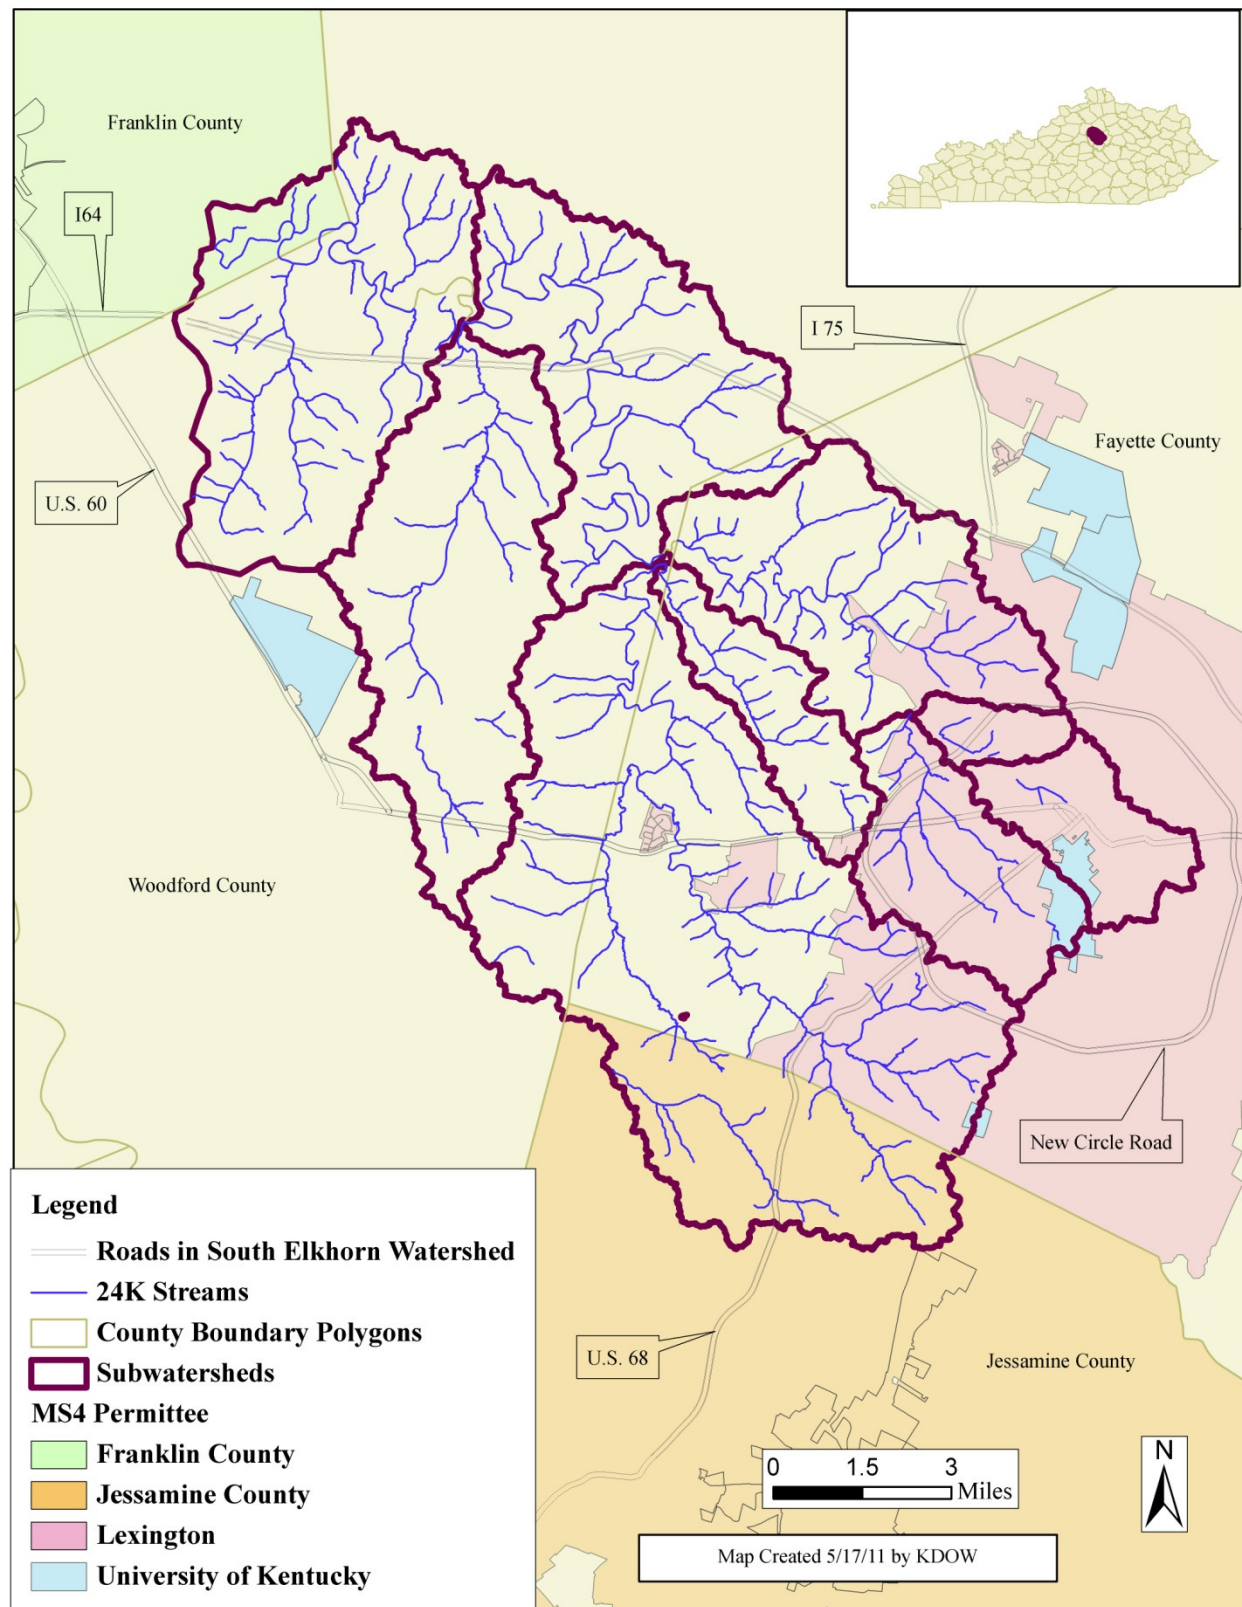 Franklin County
I64
I 75
Fayette County
U.S. 60
Woodford County
New Circle Road
Legend
Roads in South Elkhorn Watershed
24K Streams
County Boundary Polygons
Subwatersheds
MS4 Permittee
Franklin County
Jessamine County
Lexington
University of Kentucky
U.S. 68
Jessamine County
0 1.5 3
Miles
N
Map Created 5/17/11 by KDOW